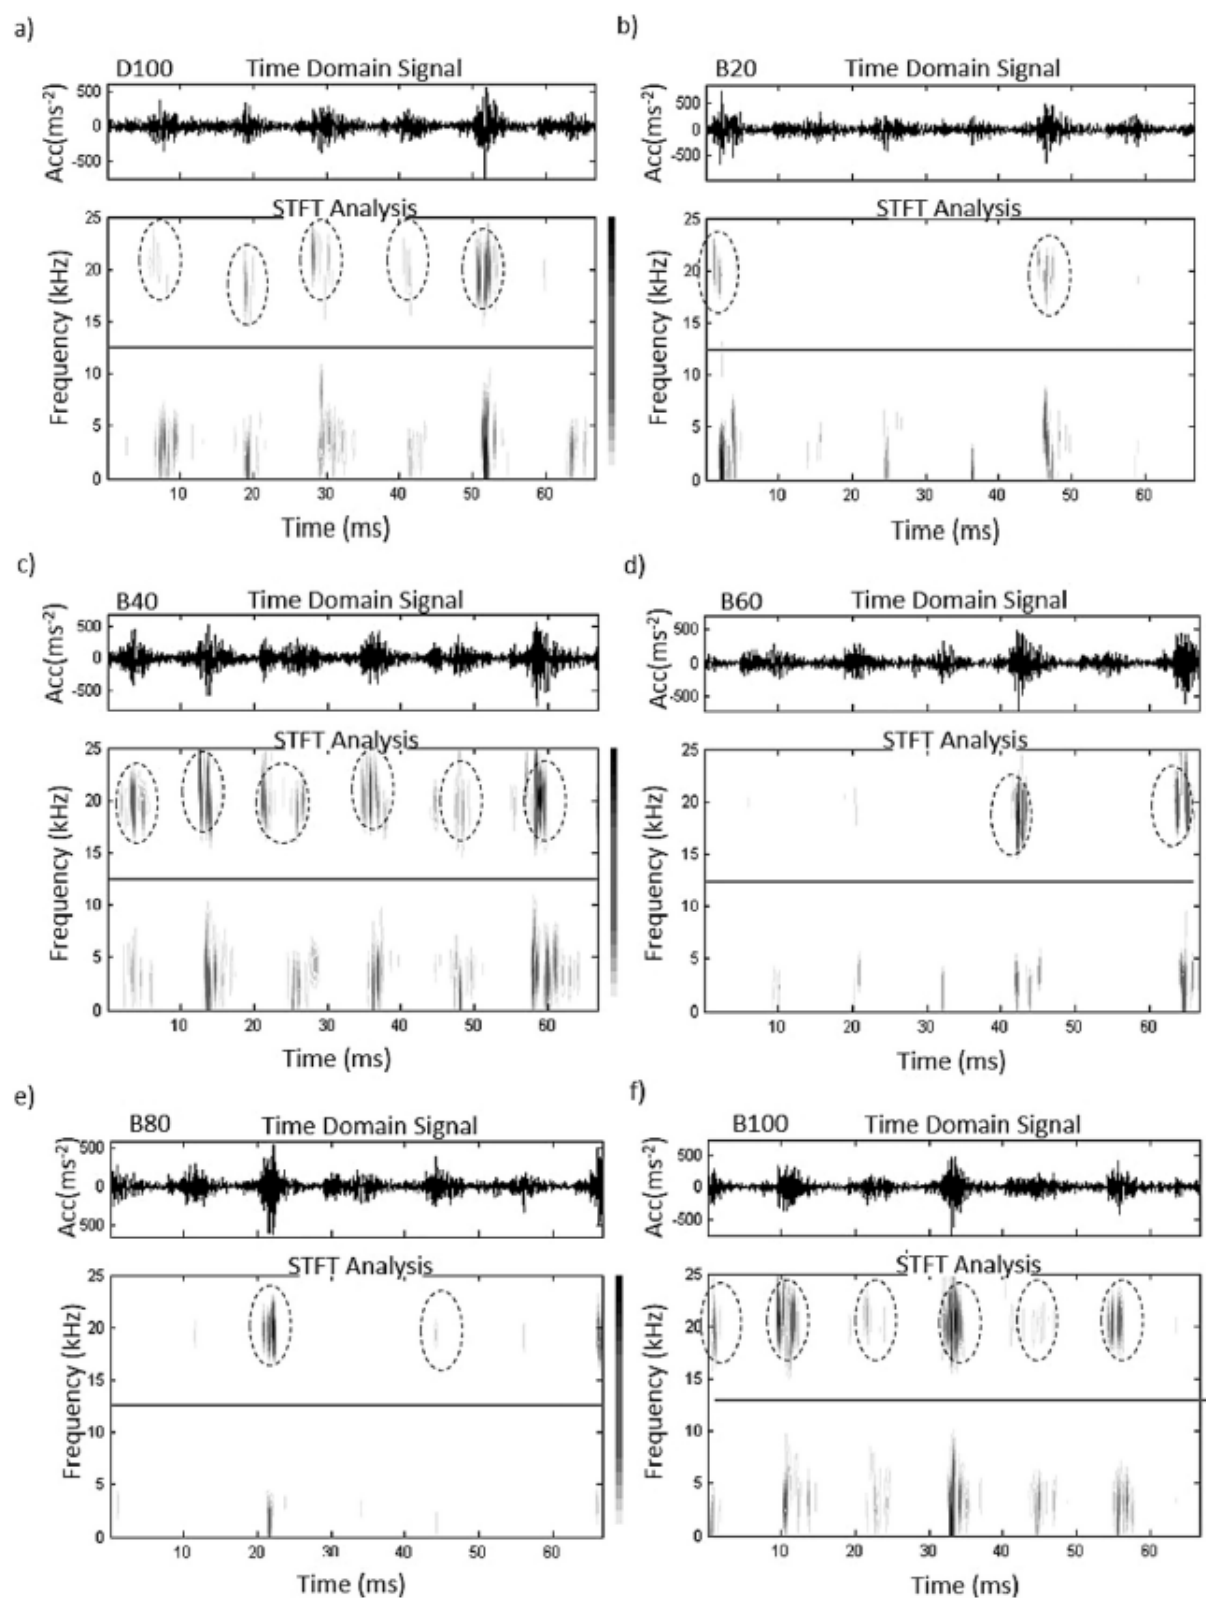 a)
D100 Time Domain Signal
Acc(ms-2)
500
0
-500
STFT Analysis
Frequency (kHz)
25
20
15
10
5
0
10 20 30 40 50 60
Time (ms)
b)
B20 Time Domain Signal
Acc(ms-2)
500
0
-500
STFT Analysis
Frequency (kHz)
25
20
15
10
5
0
10 20 30 40 50 60
Time (ms)
c)
B40 Time Domain Signal
Acc(ms-2)
500
0
-500
STFT Analysis
Frequency (kHz)
25
20
15
10
5
0
10 20 30 40 50 60
Time (ms)
d)
B60 Time Domain Signal
Acc(ms-2)
500
0
-500
STFT Analysis
Frequency (kHz)
25
20
15
10
5
0
10 20 30 40 50 60
Time (ms)
e)
B80 Time Domain Signal
Acc(ms-2)
500
0
500
STFT Analysis
Frequency (kHz)
25
20
15
10
5
0
10 20 30 40 50 60
Time (ms)
f)
B100 Time Domain Signal
Acc(ms-2)
500
0
-500
STFT Analysis
Frequency (kHz)
25
20
15
10
5
0
10 20 30 40 50 60
Time (ms)